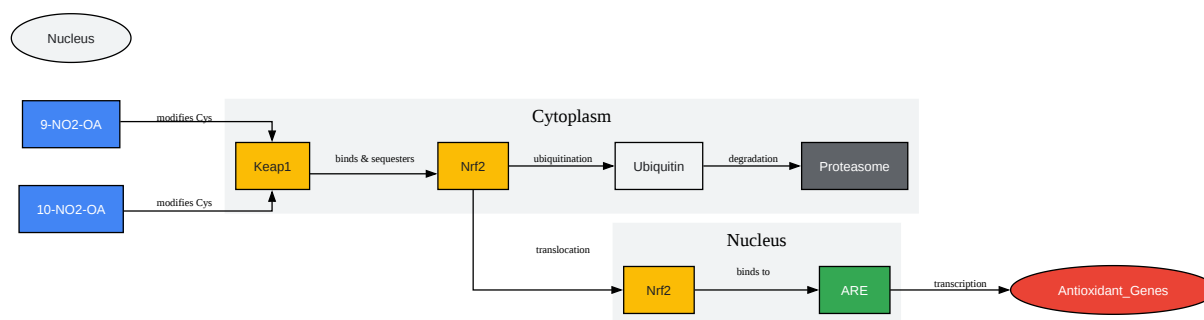 Nucleus
9-NO2-OA
modifies Cys
Cytoplasm
Keap1
binds & sequesters
Nrf2
ubiquitination
Ubiquitin
degradation
Proteasome
10-NO2-OA
modifies Cys
translocation
Nucleus
Nrf2
binds to
ARE
transcription
Antioxidant_Genes